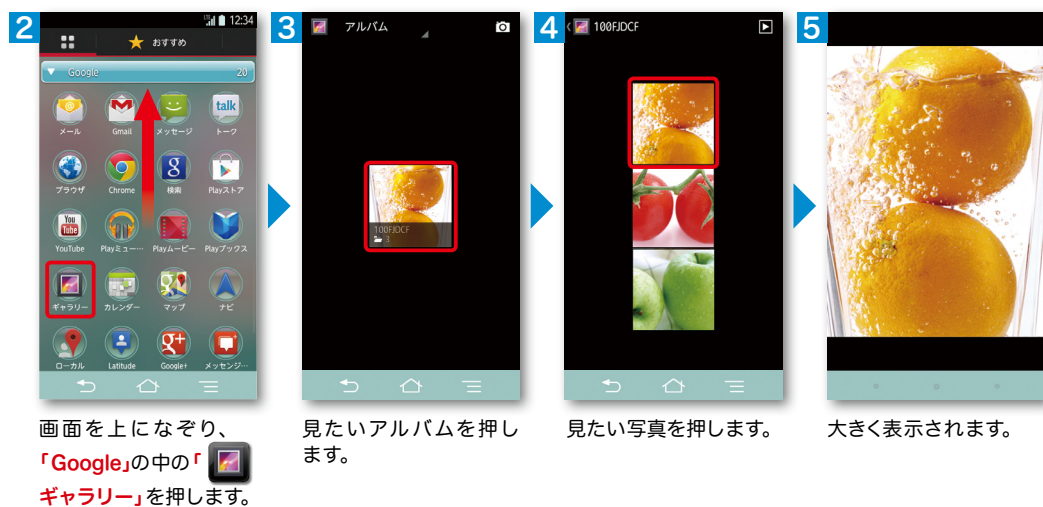 2
12:34
おすすめ
Google 20
メール Gmail メッセージ talk トーク
ブラウザ Chrome 8 検索 Playストア
You Tube YouTube Playミュー… Playムービー Playブックス
ギャラリー カレンダー g マップ ナビ
ローカル Latitude g+ Google+ メッセンジ…
画面を上になぞり、
「Google」の中の「
ギャラリー」を押します。
3
アルバム
100FJDCF
3
見たいアルバムを押し
ます。
4
100FJDCF
見たい写真を押します。
5
大きく表示されます。